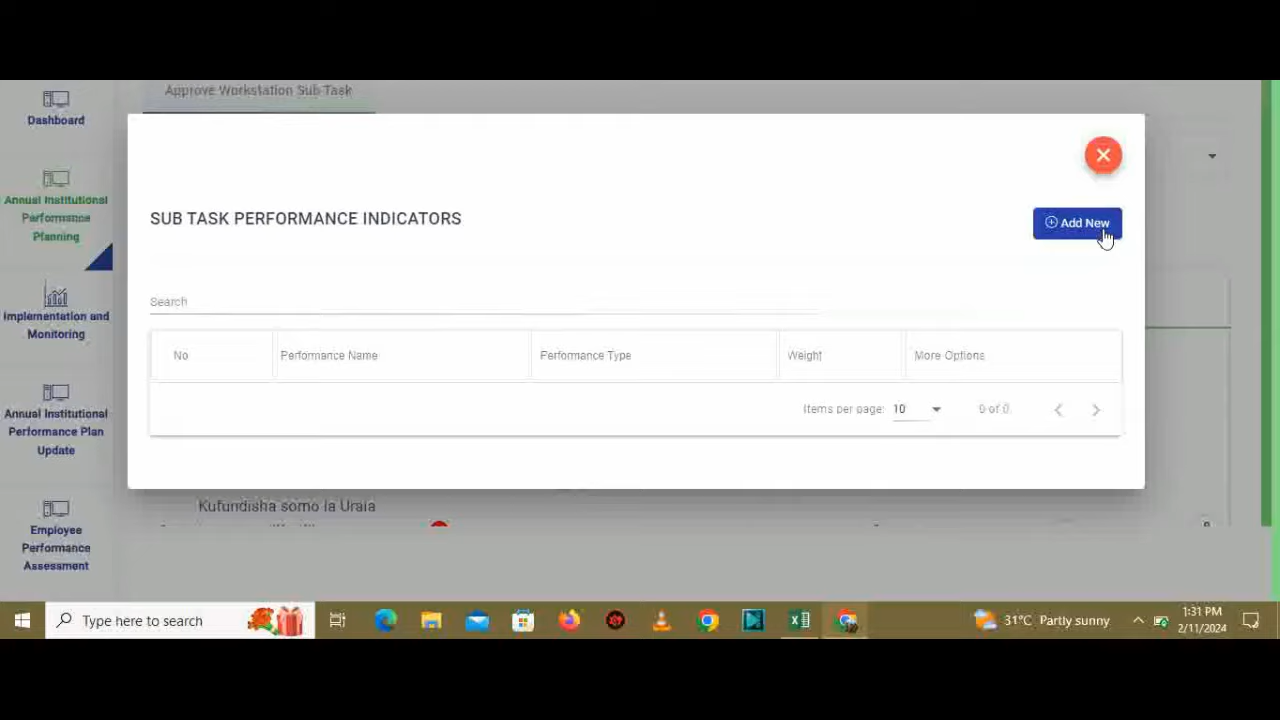 Approve Workstation Sub Task
Dashboard
Annual Institutional
Performance
Planning
Implementation and
Monitoring
Annual Institutional
Performance Plan
Update
Employee
Performance
Assessment
SUB TASK PERFORMANCE INDICATORS
Add New
Search
No Performance Name Performance Type Weight More Options
Items per page: 10 0 of 0
Kufundisha somo la Uraia
Type here to search
31°C Partly sunny
1:31 PM
2/11/2024